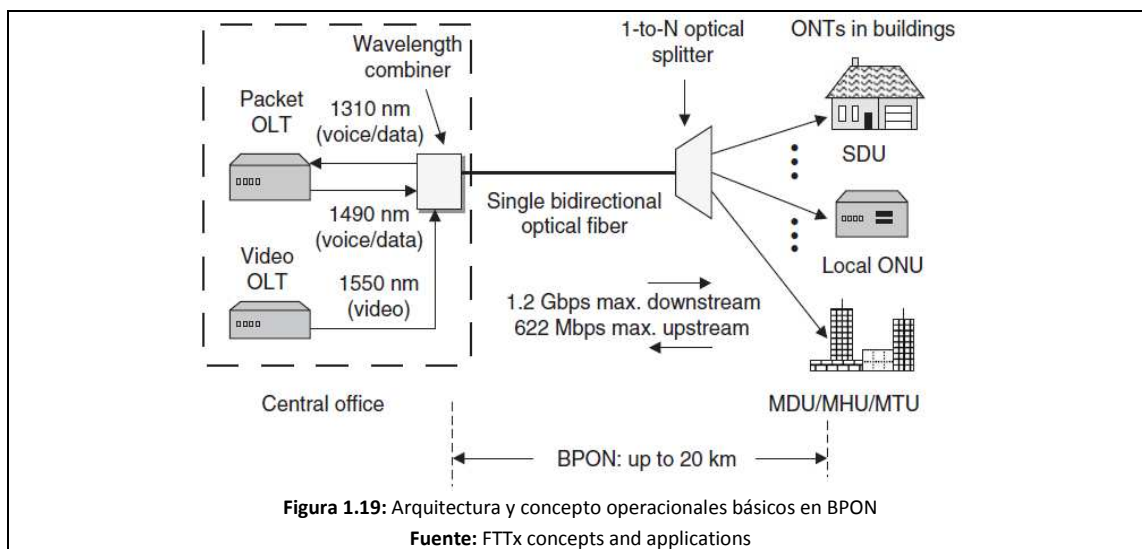 Wavelength
combiner
1-to-N optical
splitter
ONTs in buildings
Packet
OLT
1310 nm
(voice/data)
SDU
Single bidirectional
optical fiber
1490 nm
(voice/data)
Video
OLT
1550 nm
(video)
Local ONU
1.2 Gbps max. downstream
622 Mbps max. upstream
Central office
MDU/MHU/MTU
BPON: up to 20 km
Figura 1.19: Arquitectura y concepto operacionales básicos en BPON
Fuente: FTTx concepts and applications